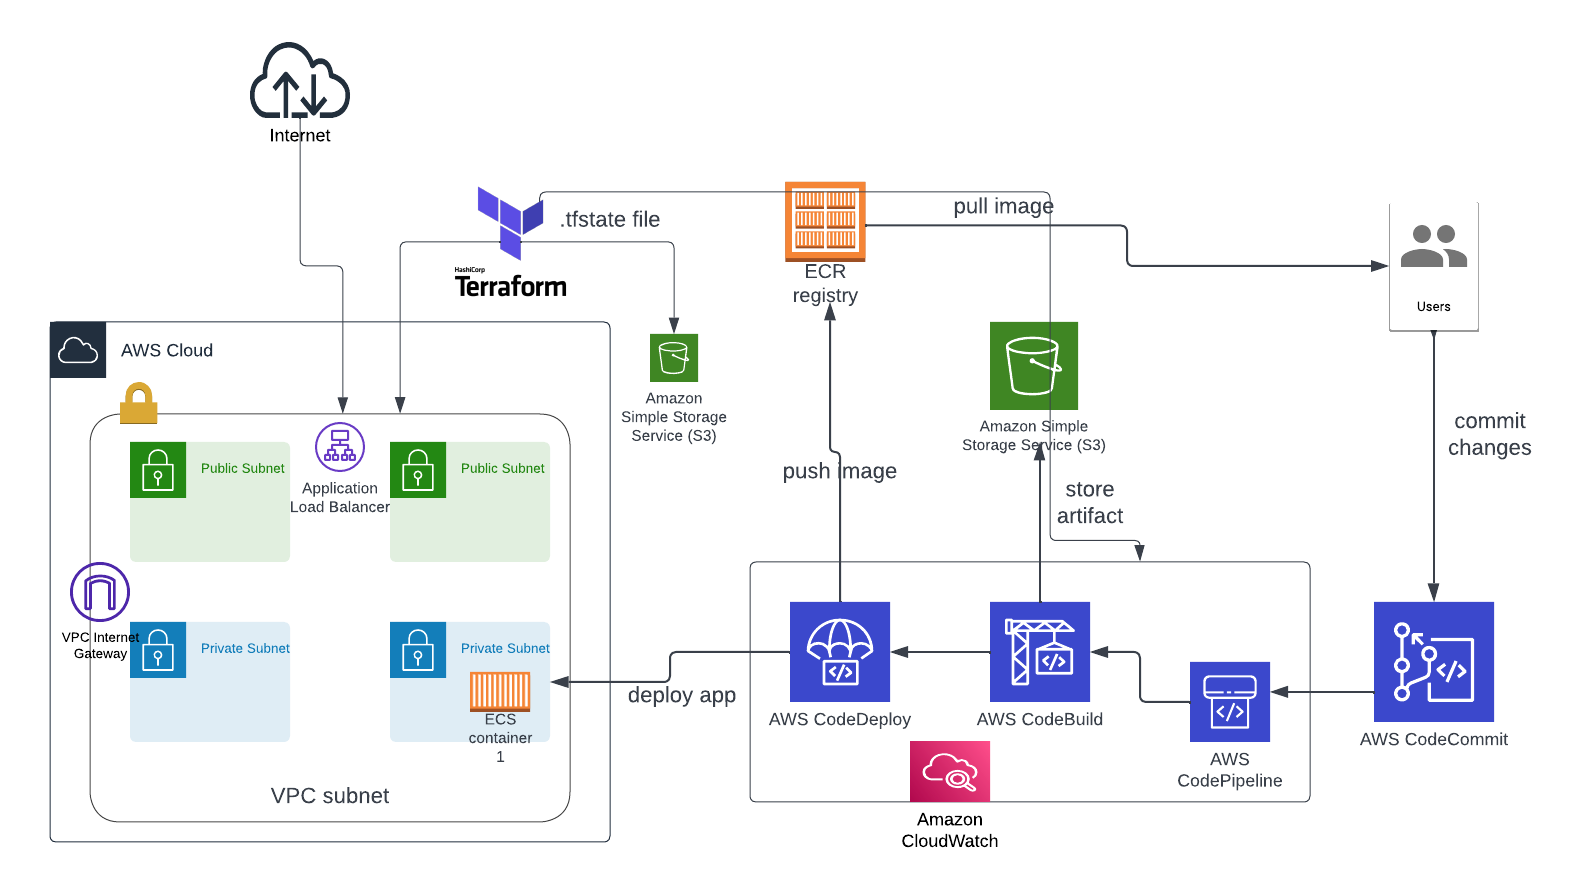 Internet
.tfstate file
HashiCorp
Terraform
pull image
ECR
registry
Users
AWS Cloud
Amazon
Simple Storage
Service (S3)
Amazon Simple
Storage Service (S3)
commit
changes
push image
store
artifact
Public Subnet
Application
Load Balancer
Public Subnet
VPC Internet
Gateway
Private Subnet
Private Subnet
ECS
container
1
deploy app
VPC subnet
AWS CodeDeploy
AWS CodeBuild
AWS
CodePipeline
AWS CodeCommit
Amazon
CloudWatch